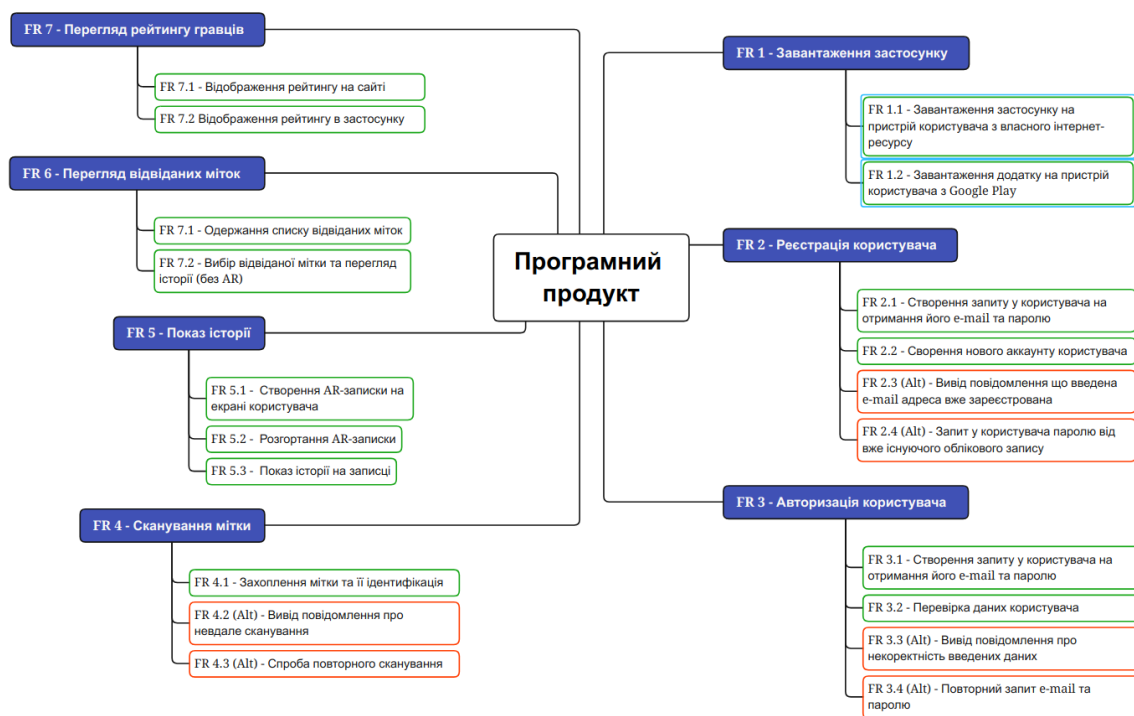 Програмний
продукт
FR 1 - Завантаження застосунку
FR 1.1 - Завантаження застосунку на
пристрій користувача з власного інтернет-
ресурсу
FR 1.2 - Завантаження додатку на пристрій
користувача з Google Play
FR 2 - Реєстрація користувача
FR 2.1 - Створення запиту у користувача на
отримання його e-mail та паролю
FR 2.2 - Сворення нового аккаунту користувача
FR 2.3 (Alt) - Вивід повідомлення що введена
e-mail адреса вже зареєстрована
FR 2.4 (Alt) - Запит у користувача паролю від
вже існуючого облікового запису
FR 3 - Авторизація користувача
FR 3.1 - Створення запиту у користувача на
отримання його e-mail та паролю
FR 3.2 - Перевірка даних користувача
FR 3.3 (Alt) - Вивід повідомлення про
некоректність введених даних
FR 3.4 (Alt) - Повторний запит e-mail та
паролю
FR 4 - Сканування мітки
FR 4.1 - Захоплення мітки та її ідентифікація
FR 4.2 (Alt) - Вивід повідомлення про
невдале сканування
FR 4.3 (Alt) - Спроба повторного сканування
FR 5 - Показ історії
FR 5.1 - Створення AR-записки на
екрані користувача
FR 5.2 - Розгортання AR-записки
FR 5.3 - Показ історії на записці
FR 6 - Перегляд відвіданих міток
FR 7.1 - Одержання списку відвіданих міток
FR 7.2 - Вибір відвіданої мітки та перегляд
історії (без AR)
FR 7 - Перегляд рейтингу гравців
FR 7.1 - Відображення рейтингу на сайті
FR 7.2 Відображення рейтингу в застосунку